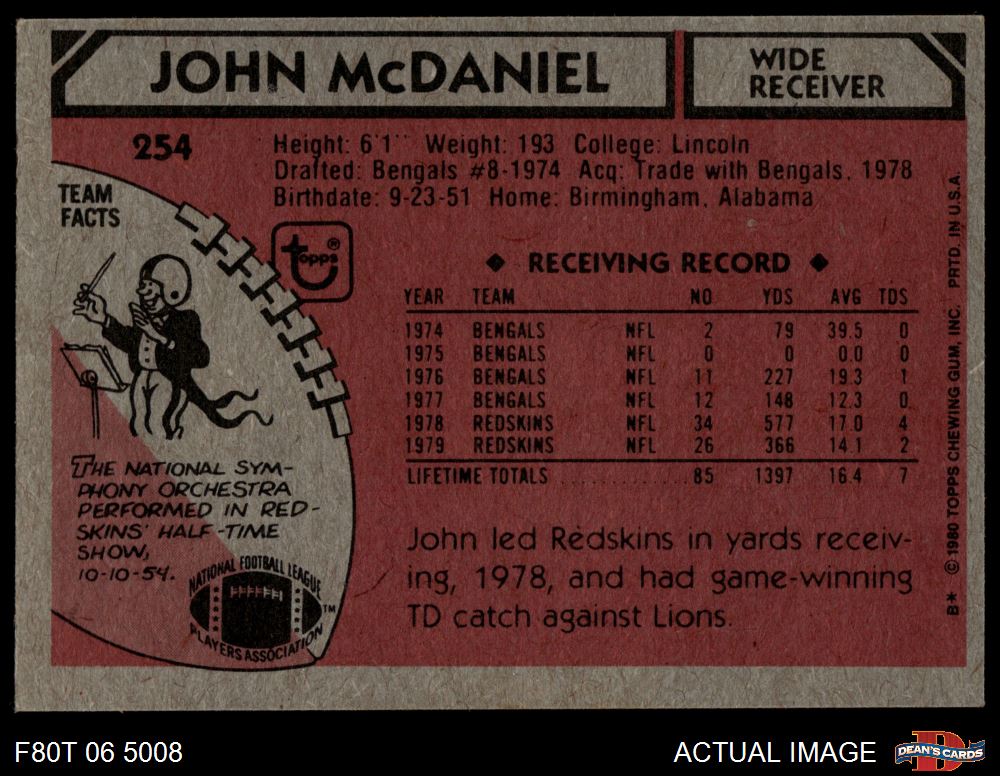 JOHN McDANIEL
WIDE
RECEIVER
254
Height: 6'1" Weight: 193 College: Lincoln
Drafted: Bengals #8-1974 Acq: Trade with Bengals, 1978
Birthdate: 9-23-51 Home: Birmingham, Alabama
TEAM
FACTS
topps®
◆ RECEIVING RECORD ◆
YEAR TEAM NO YDS AVG TDS
1974 BENGALS NFL 2 79 39.5 0
1975 BENGALS NFL 0 0 0.0 0
1976 BENGALS NFL 11 227 19.3 1
1977 BENGALS NFL 12 148 12.3 0
1978 REDSKINS NFL 34 577 17.0 4
1979 REDSKINS NFL 26 366 14.1 2
LIFETIME TOTALS ............ 85 1397 16.4 7
THE NATIONAL SYM-
PHONY ORCHESTRA
PERFORMED IN RED-
SKINS' HALF-TIME
SHOW,
10-10-54.
NATIONAL FOOTBALL LEAGUE
PLAYERS ASSOCIATION
TM
John led Redskins in yards receiv-
ing, 1978, and had game-winning
TD catch against Lions.
B* © 1980 TOPPS CHEWING GUM, INC. PRTD. IN U.S.A.
F80T 06 5008
ACTUAL IMAGE
DEAN'S CARDS